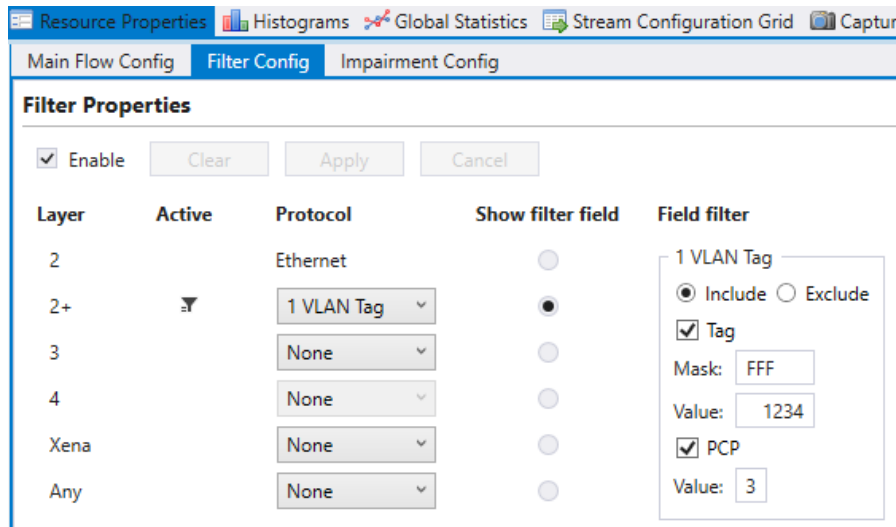 Resource Properties Histograms Global Statistics Stream Configuration Grid Captur
Main Flow Config Filter Config Impairment Config
Filter Properties
Enable Clear Apply Cancel
Layer Active Protocol Show filter field Field filter
2 Ethernet 1 VLAN Tag
Include Exclude
2+ 1 VLAN Tag
Tag
3 None
Mask: FFF
4 None
Value: 1234
Xena None
PCP
Any None
Value: 3